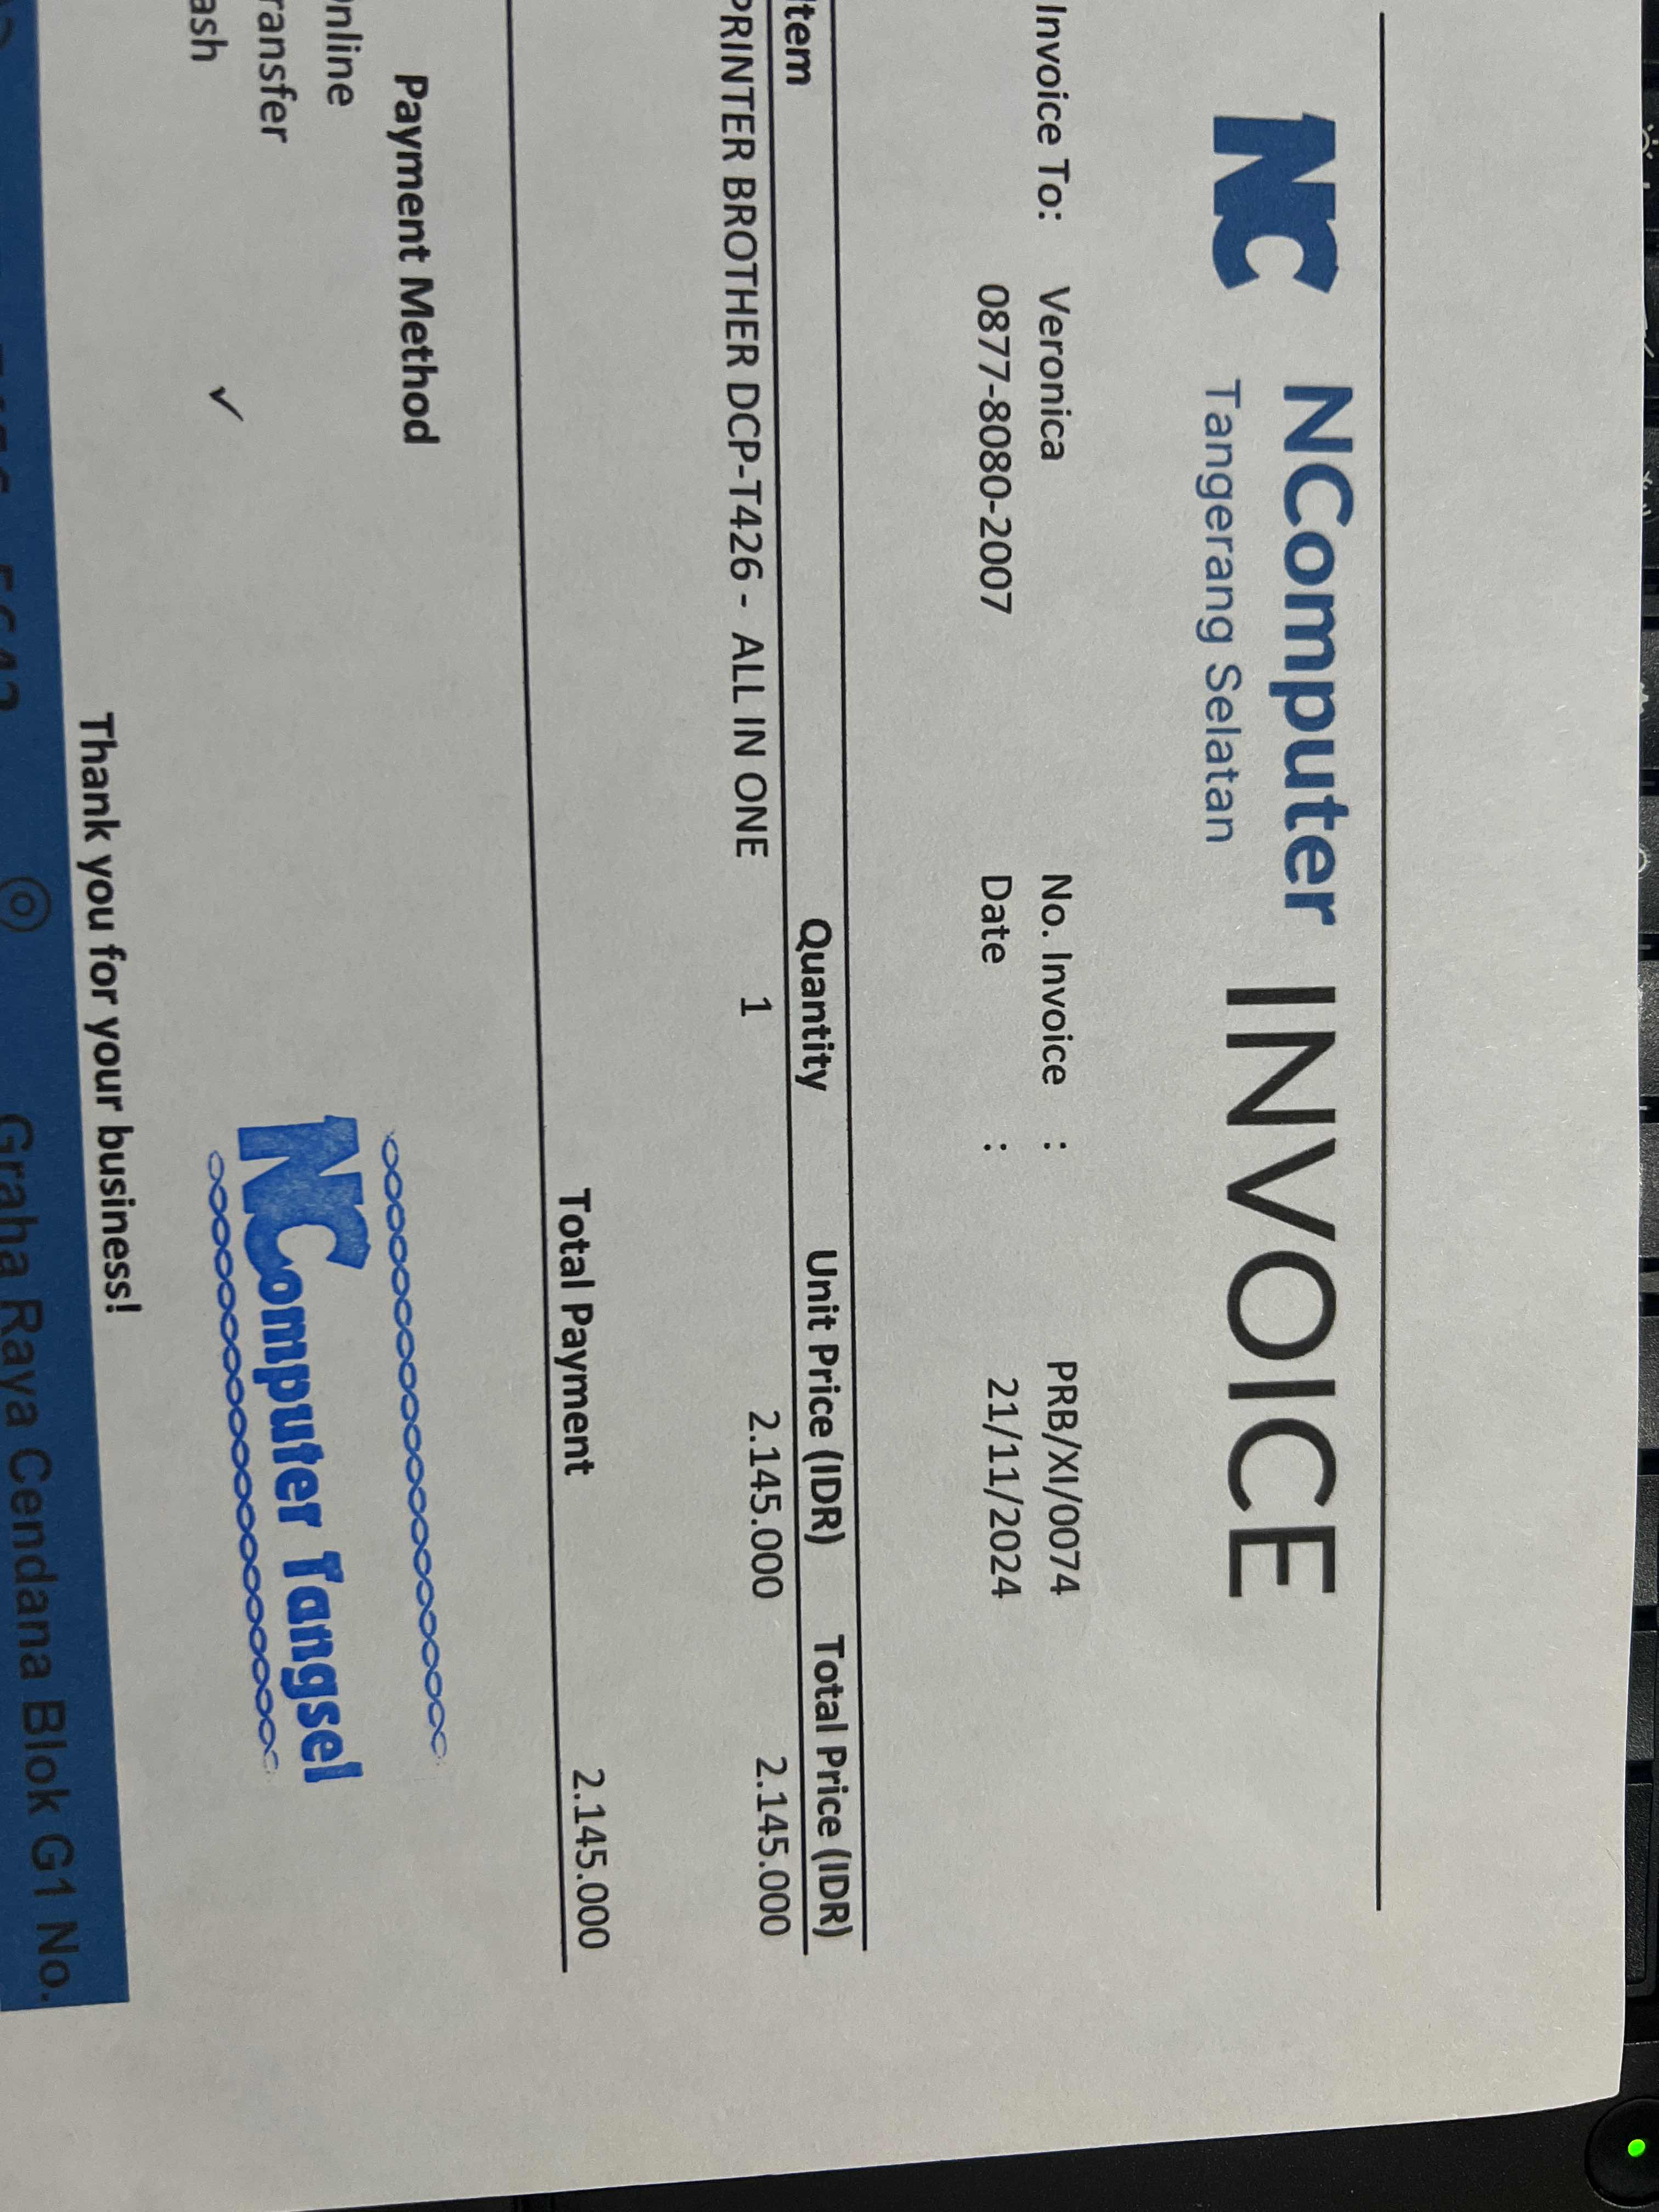 NC NComputer INVOICE
Tangerang Selatan
Invoice To: Veronica No. Invoice : PRB/XI/0074
0877-8080-2007 Date : 21/11/2024
Item Quantity Unit Price (IDR) Total Price (IDR)
PRINTER BROTHER DCP-T426 - ALL IN ONE 1 2.145.000 2.145.000
Total Payment 2.145.000
Payment Method
nline
ransfer
ash ✓
NComputer Tangsel
Thank you for your business!
Graha Raya Cendana Blok G1 No.